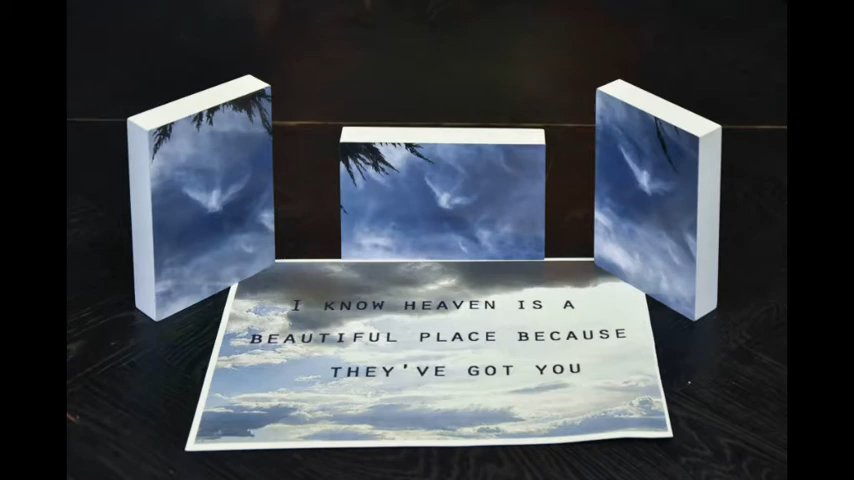 I KNOW HEAVEN IS A
BEAUTIFUL PLACE BECAUSE
THEY'VE GOT YOU